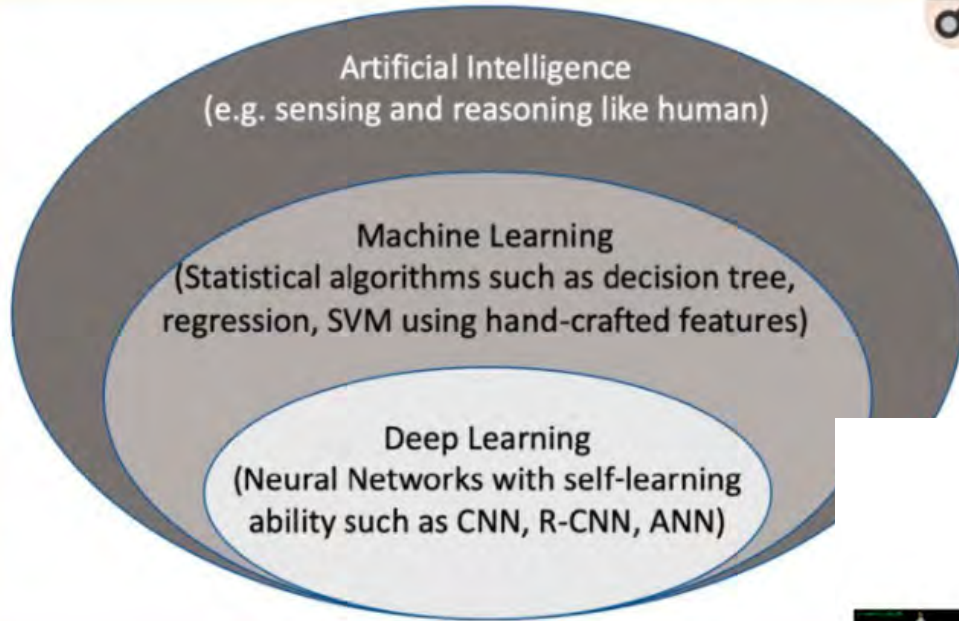 Artificial Intelligence
(e.g. sensing and reasoning like human)
Machine Learning
(Statistical algorithms such as decision tree,
regression, SVM using hand-crafted features)
Deep Learning
(Neural Networks with self-learning
ability such as CNN, R-CNN, ANN)